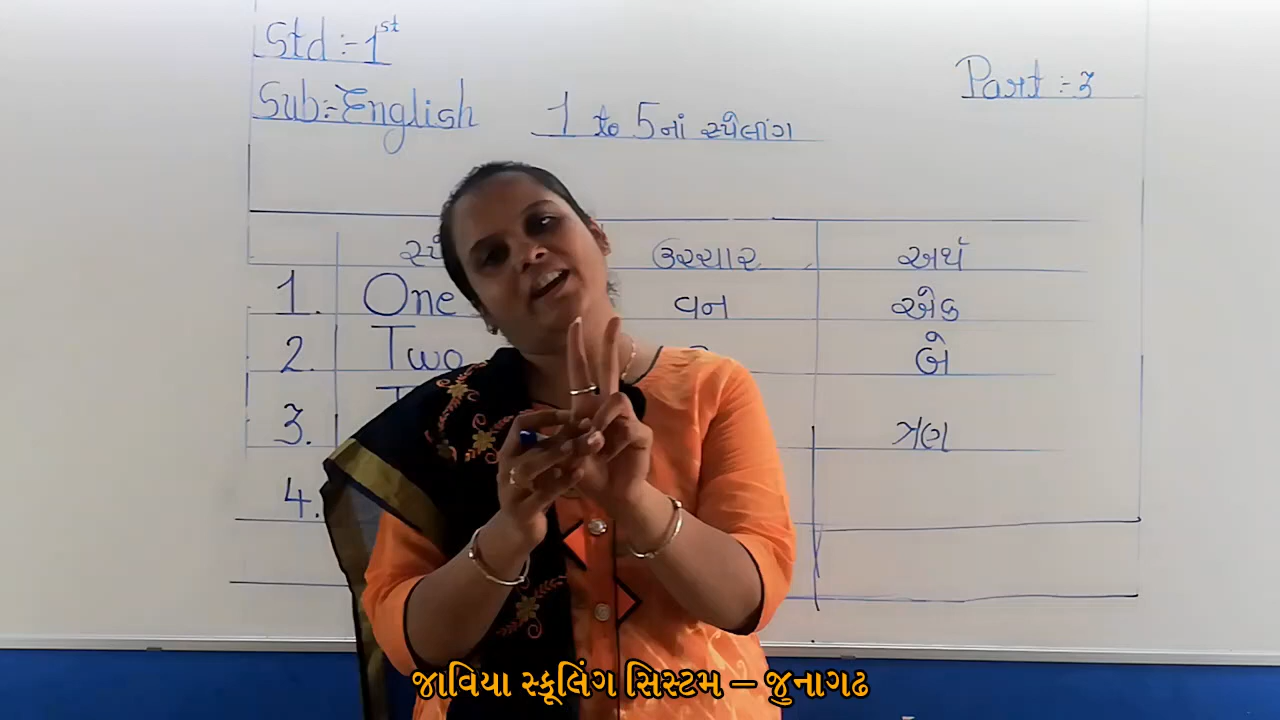 Std :- 1st
Part :- 3
Sub:- English
1 to 5 નાં સ્પેલીંગ
ઉચ્ચાર અર્થ
1. One વન એક
2. Two બે
3. ત્રણ
4.
જાવિયા સ્કૂલિંગ સિસ્ટમ – જુનાગઢ